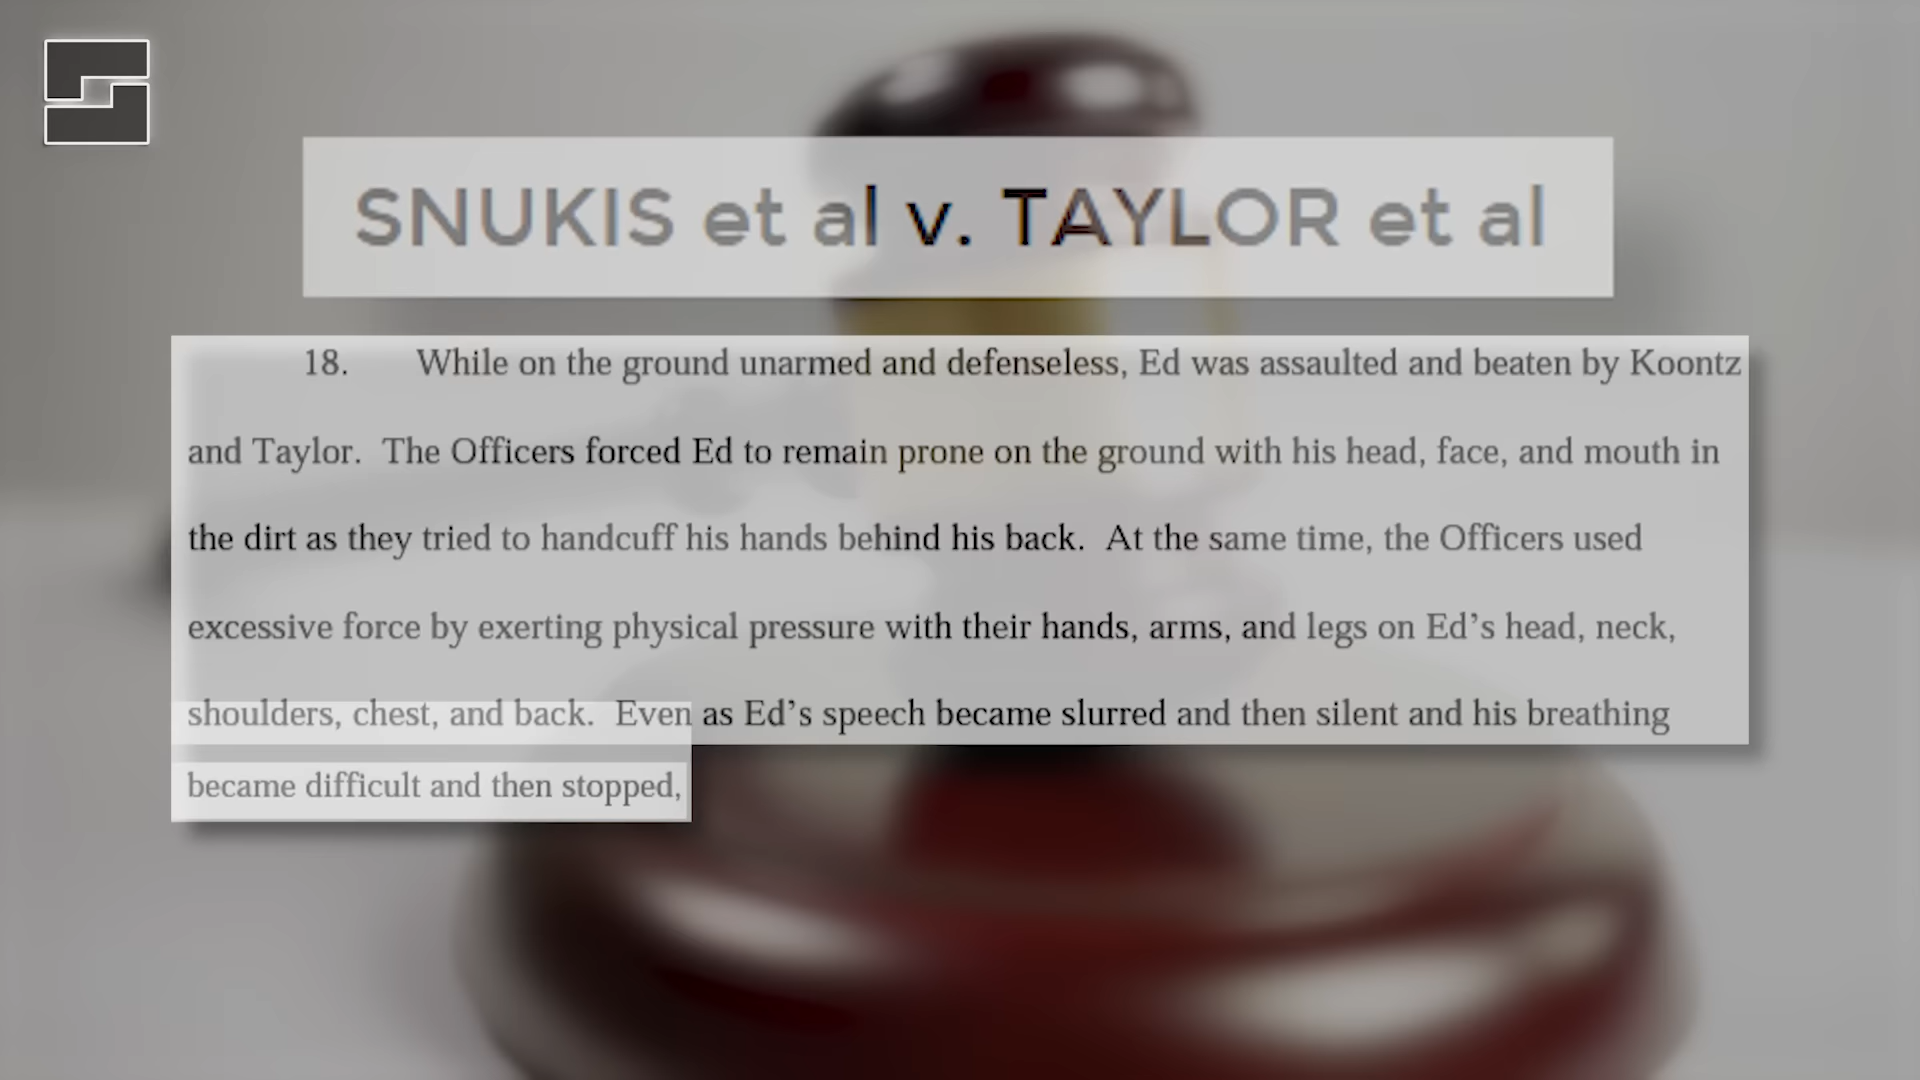 SNUKIS et al v. TAYLOR et al
18. While on the ground unarmed and defenseless, Ed was assaulted and beaten by Koontz
and Taylor. The Officers forced Ed to remain prone on the ground with his head, face, and mouth in
the dirt as they tried to handcuff his hands behind his back. At the same time, the Officers used
excessive force by exerting physical pressure with their hands, arms, and legs on Ed’s head, neck,
shoulders, chest, and back. Even as Ed’s speech became slurred and then silent and his breathing
became difficult and then stopped,